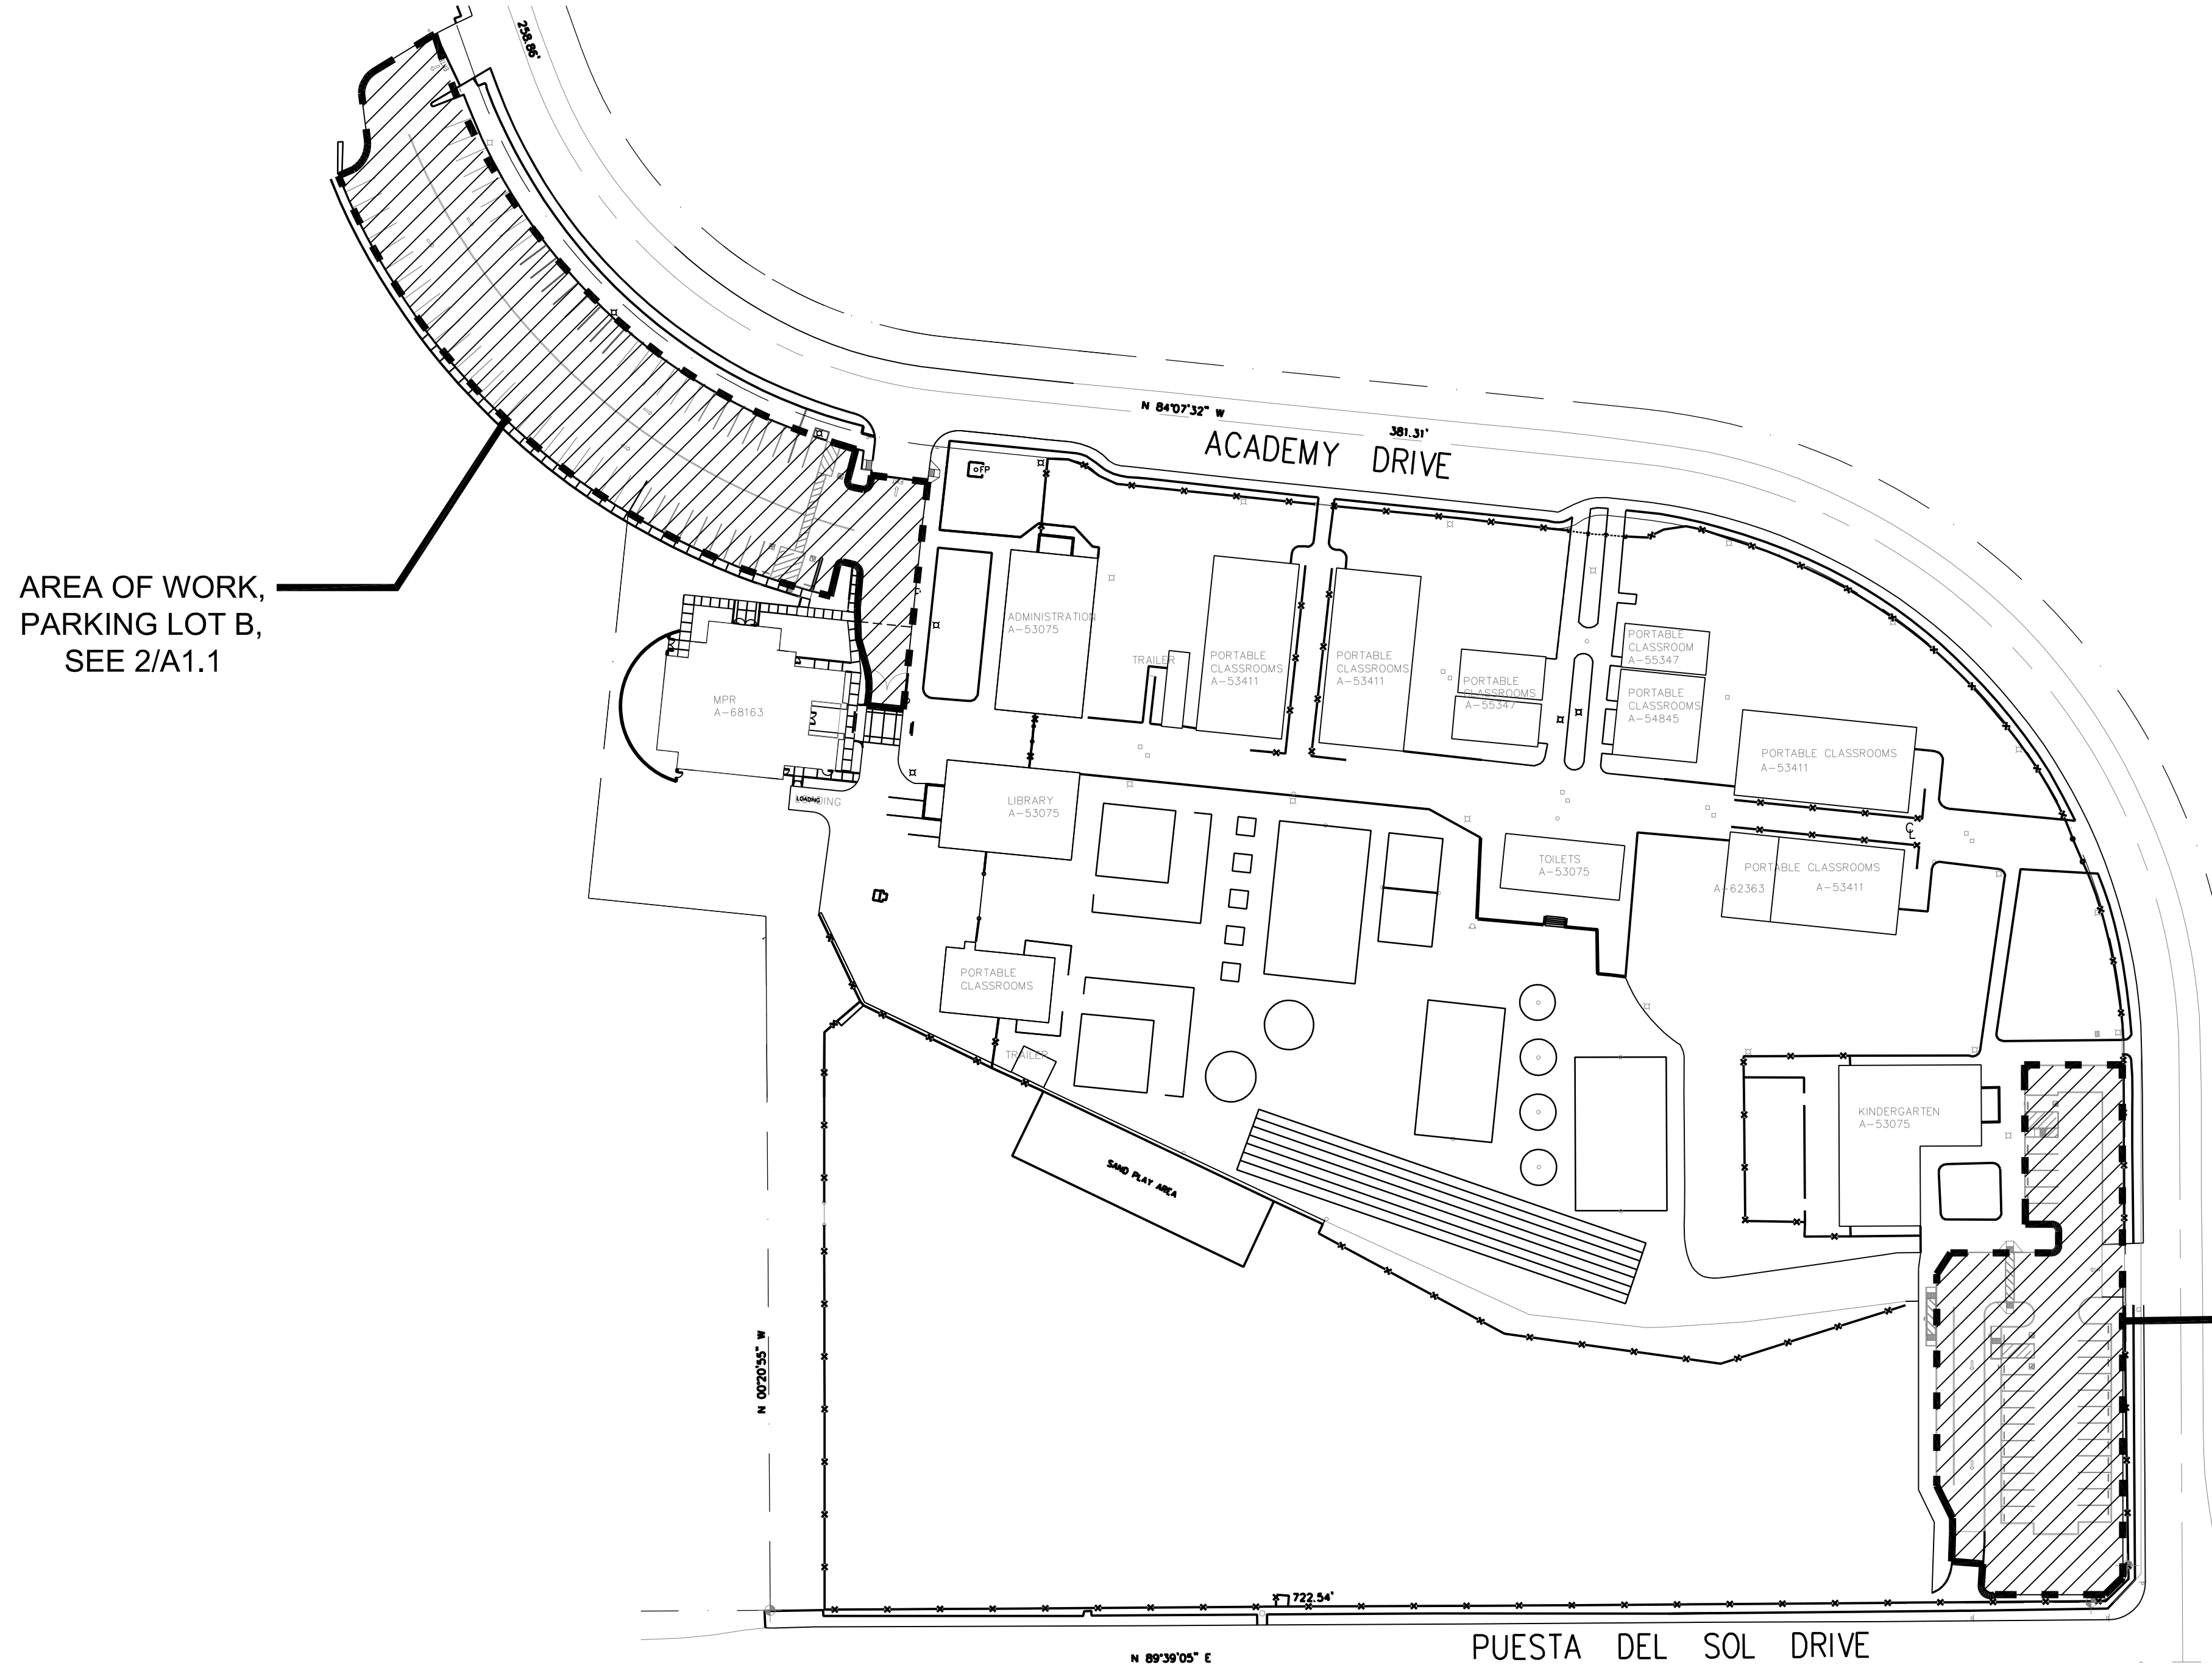 258.86'
N 84°07'32" W
381.31'
ACADEMY DRIVE
FP
AREA OF WORK,
PARKING LOT B,
SEE 2/A1.1
ADMINISTRATION
A-53075
TRAILER
PORTABLE
CLASSROOMS
A-53411
PORTABLE
CLASSROOMS
A-53411
PORTABLE
CLASSROOMS
A-55347
PORTABLE
CLASSROOM
A-55347
PORTABLE
CLASSROOMS
A-54845
MPR
A-68163
LOADING
LOADING
LIBRARY
A-53075
PORTABLE CLASSROOMS
A-53411
CL
TOILETS
A-53075
PORTABLE CLASSROOMS
A-62363
A-53411
PORTABLE
CLASSROOMS
TRAILER
SAND PLAY AREA
KINDERGARTEN
A-53075
N 00°20'55" W
722.54'
N 89°39'05" E
PUESTA DEL SOL DRIVE